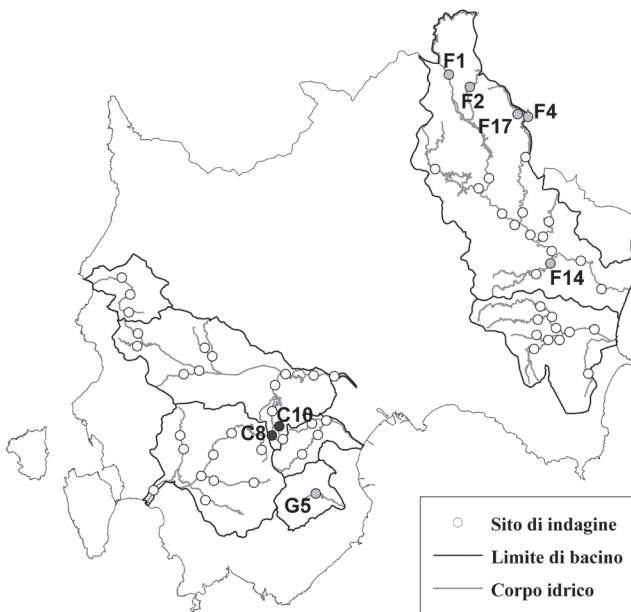 F1
F2
F17
F4
F14
C10
C8
G5
Sito di indagine
Limite di bacino
Corpo idrico